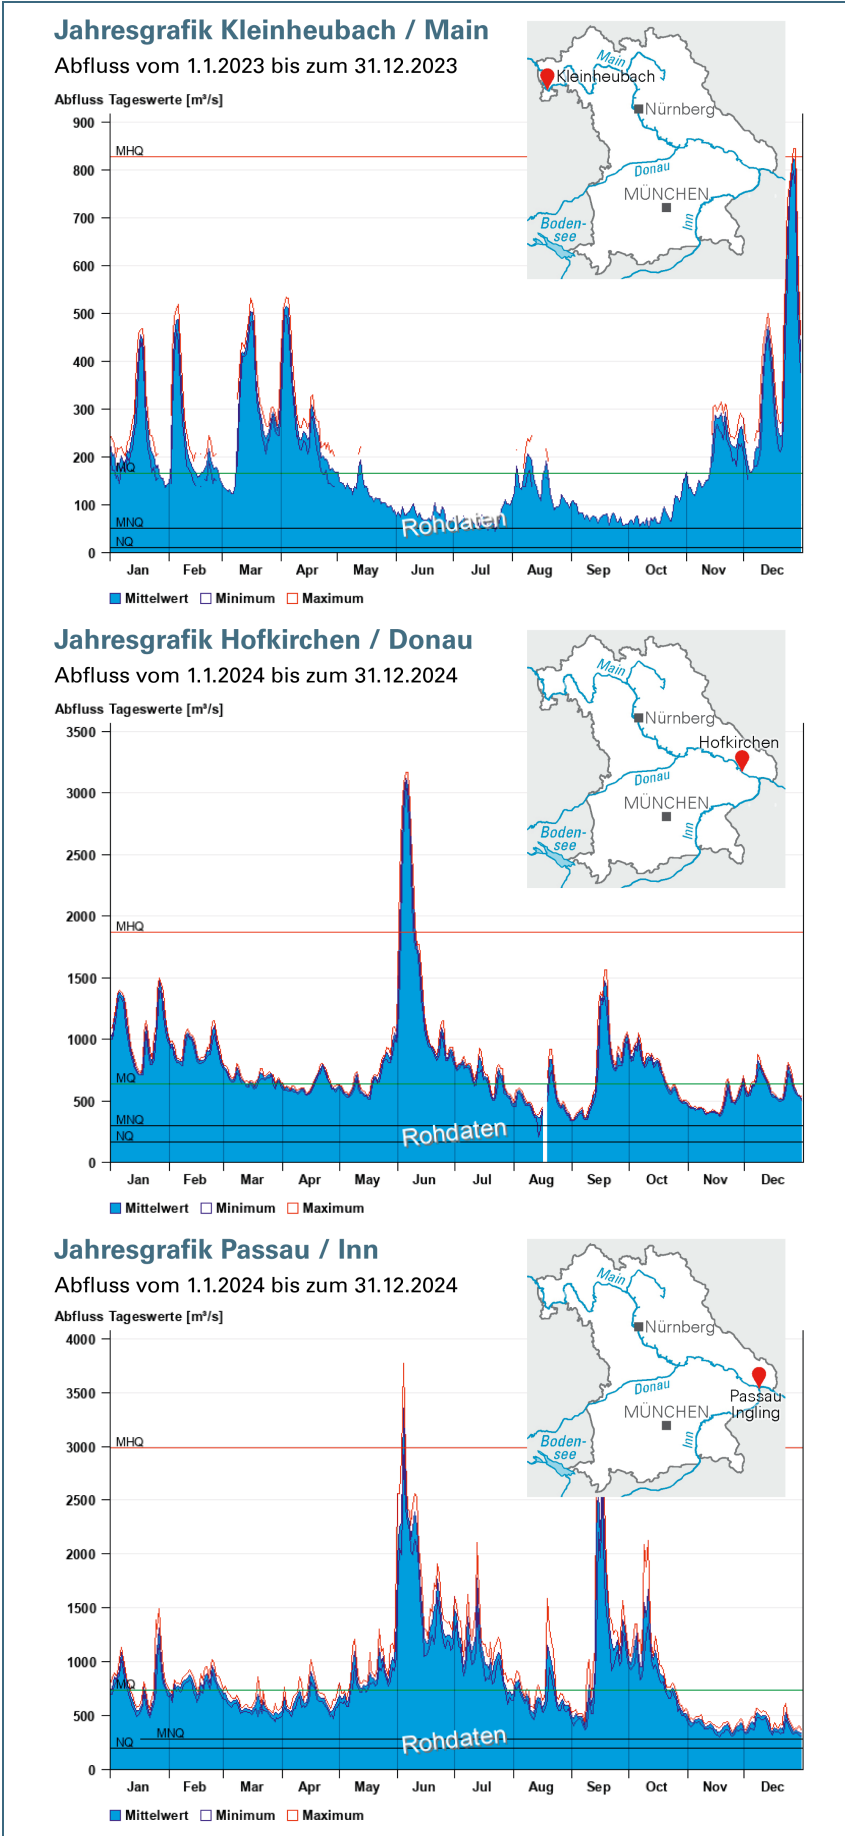 Jahresgrafik Kleinheubach / Main
Abfluss vom 1.1.2023 bis zum 31.12.2023
Abfluss Tageswerte [m³/s]
900
800
700
600
500
400
300
200
100
0
MHQ
MQ
MNQ
NQ
Rohdaten
Jan Feb Mar Apr May Jun Jul Aug Sep Oct Nov Dec
Mittelwert Minimum Maximum
Main
Kleinheubach
Nürnberg
Donau
MÜNCHEN
Inn
Boden-
see
Jahresgrafik Hofkirchen / Donau
Abfluss vom 1.1.2024 bis zum 31.12.2024
Abfluss Tageswerte [m³/s]
3500
3000
2500
2000
1500
1000
500
0
MHQ
MQ
MNQ
NQ
Rohdaten
Jan Feb Mar Apr May Jun Jul Aug Sep Oct Nov Dec
Mittelwert Minimum Maximum
Main
Nürnberg
Hofkirchen
Donau
MÜNCHEN
Inn
Boden-
see
Jahresgrafik Passau / Inn
Abfluss vom 1.1.2024 bis zum 31.12.2024
Abfluss Tageswerte [m³/s]
4000
3500
3000
2500
2000
1500
1000
500
0
MHQ
MQ
MNQ
NQ
Rohdaten
Jan Feb Mar Apr May Jun Jul Aug Sep Oct Nov Dec
Mittelwert Minimum Maximum
Main
Nürnberg
Donau
Passau
Ingling
MÜNCHEN
Inn
Boden-
see